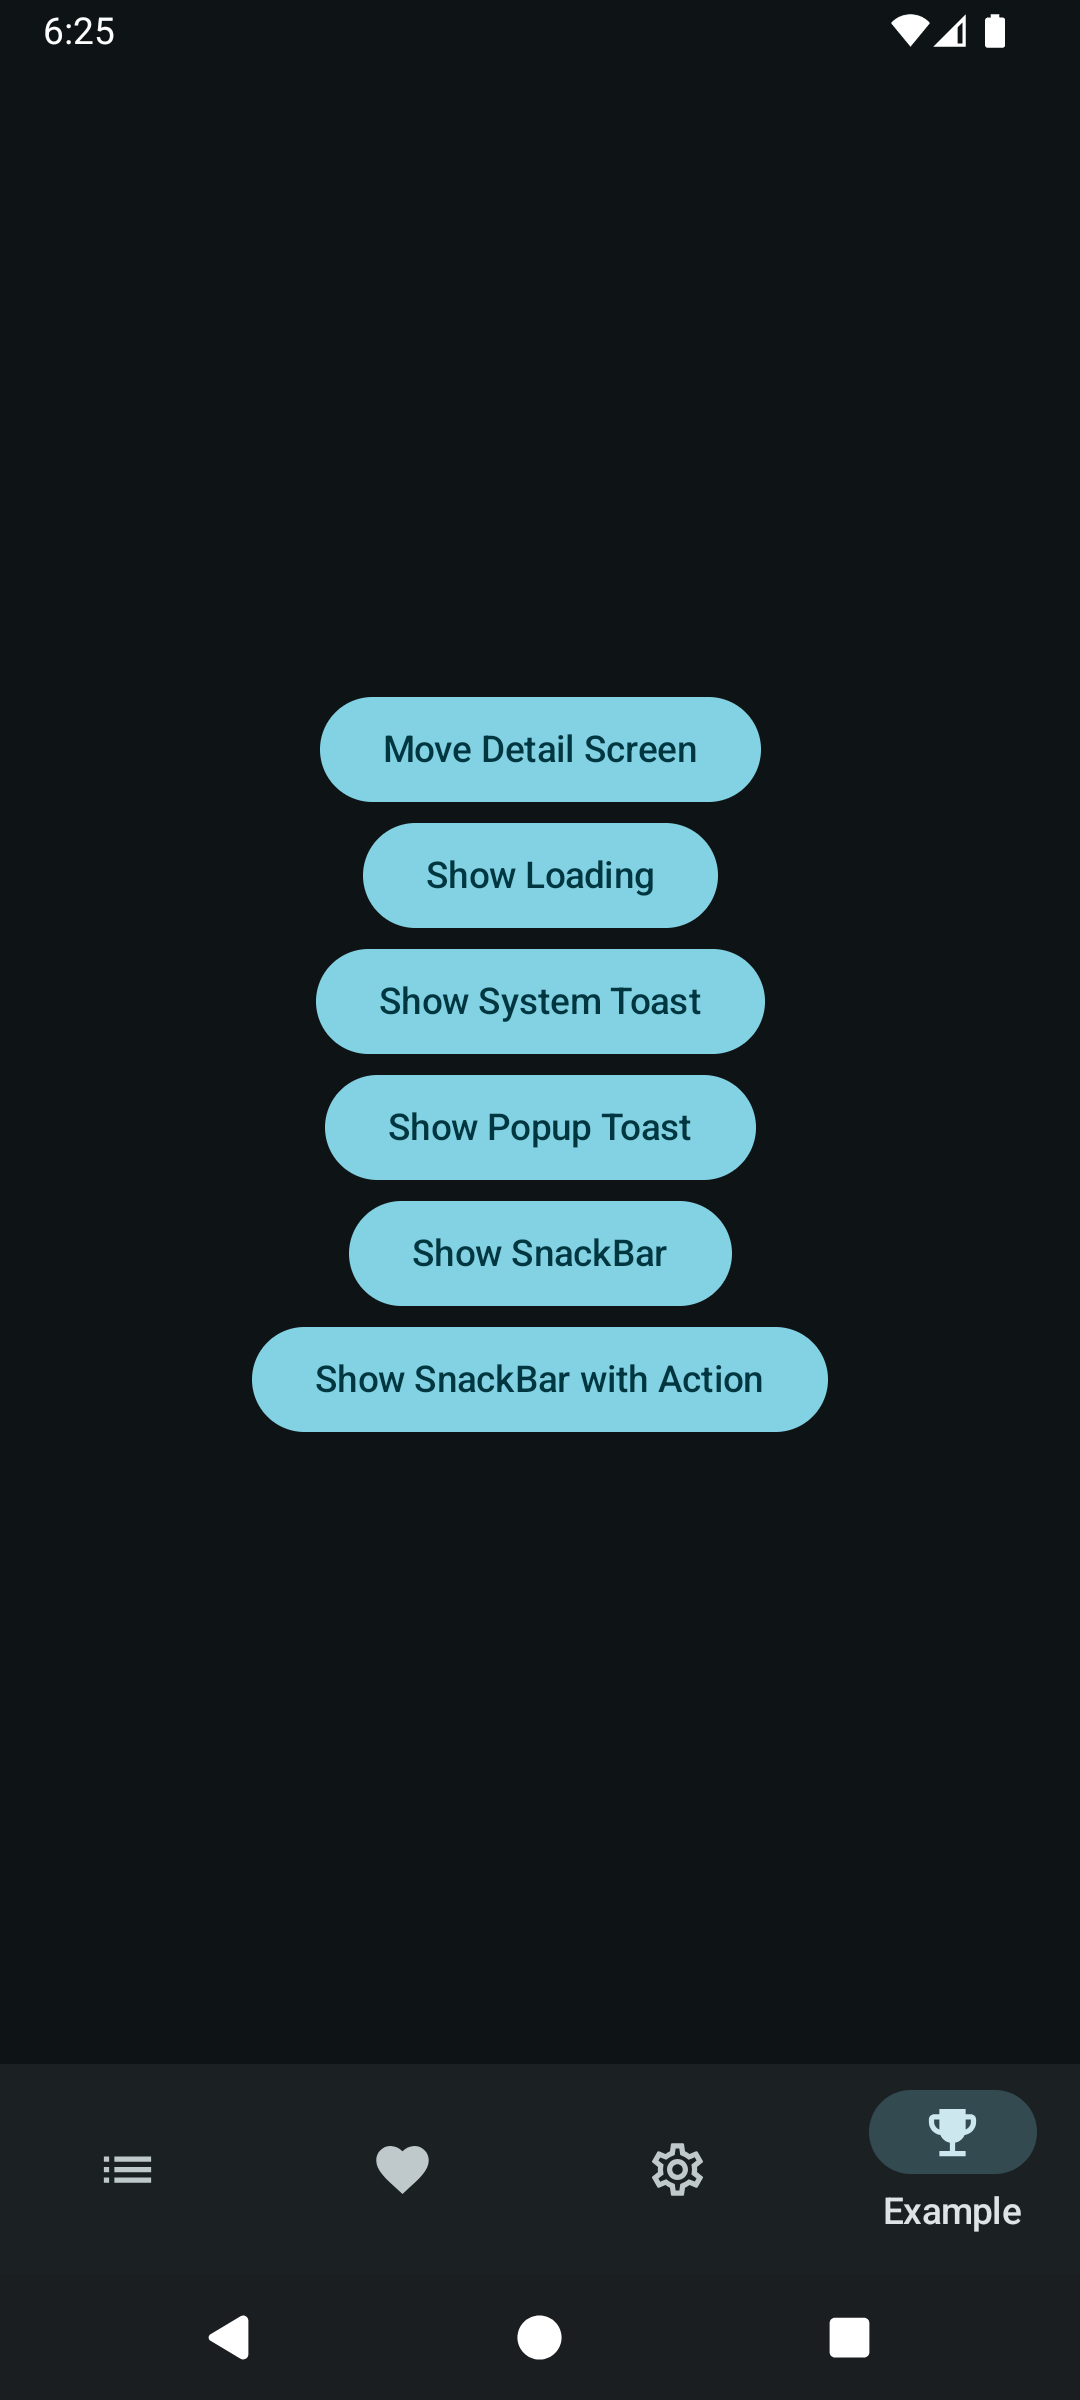 6:25
Move Detail Screen
Show Loading
Show System Toast
Show Popup Toast
Show SnackBar
Show SnackBar with Action
Example